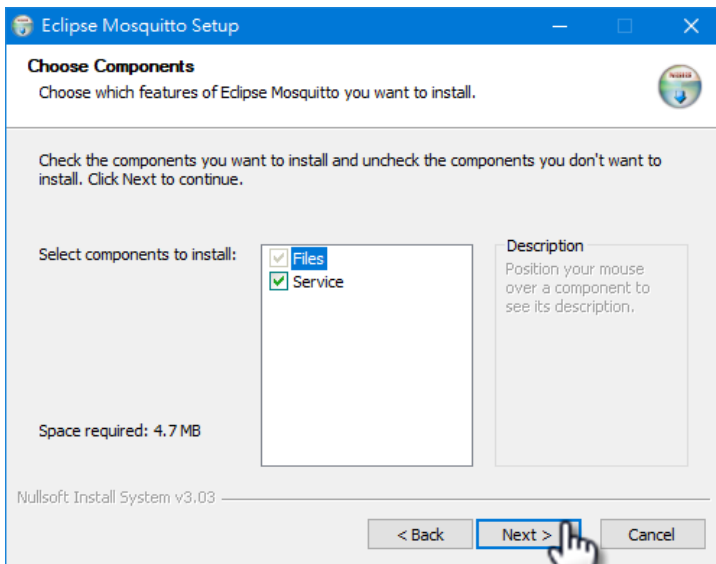 Eclipse Mosquitto Setup
Choose Components
Choose which features of Eclipse Mosquitto you want to install.
Check the components you want to install and uncheck the components you don't want to
install. Click Next to continue.
Select components to install:
Files
Service
Description
Position your mouse
over a component to
see its description.
Space required: 4.7 MB
Nullsoft Install System v3.03
< Back
Next >
Cancel